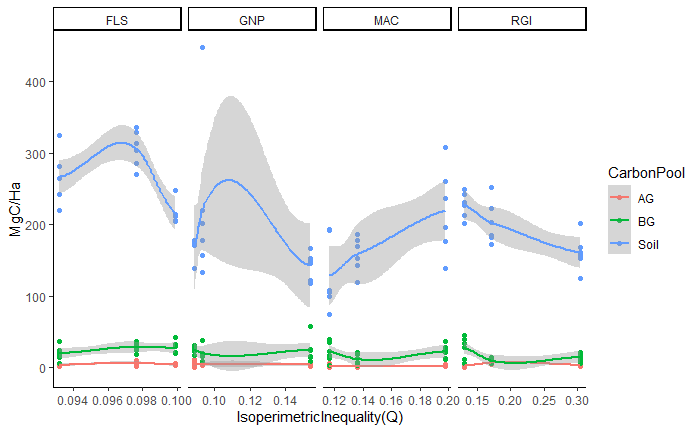 FLS GNP MAC RGI
400
300
200
100
0
MgC/Ha
0.094 0.096 0.098 0.100 0.10 0.12 0.14 0.12 0.14 0.16 0.18 0.20 0.15 0.20 0.25 0.30
IsoperimetricInequality(Q)
CarbonPool
AG
BG
Soil